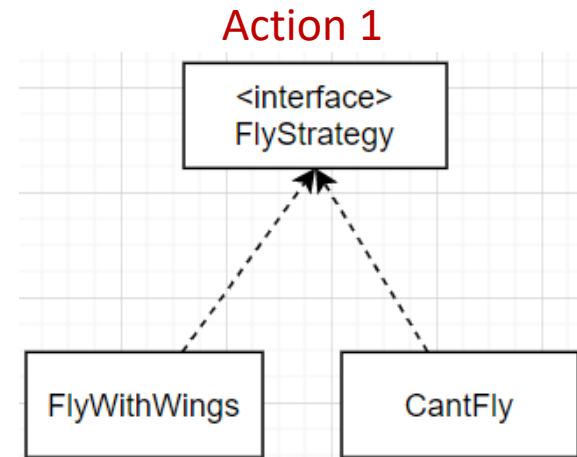 Action 1
<interface>
FlyStrategy
FlyWithWings
CantFly